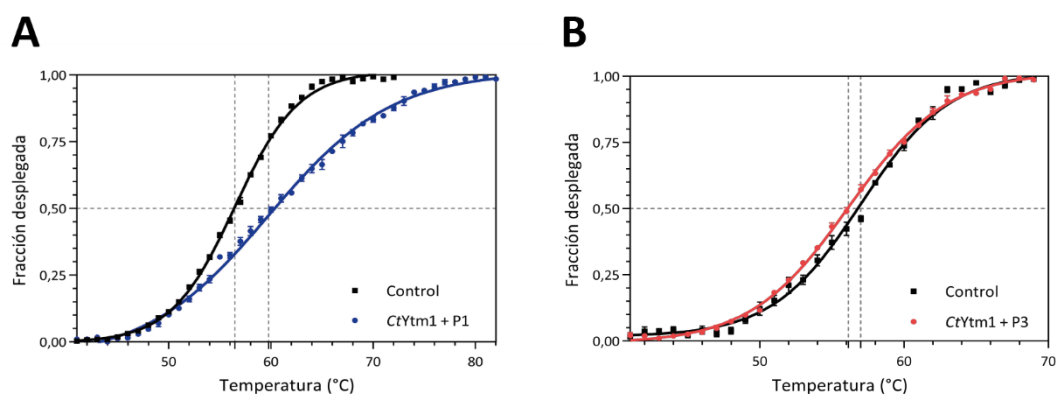 A
B
Fracción desplegada
1,00
0,75
0,50
0,25
0,00
50
60
70
80
Temperatura (°C)
Control
CtYtm1 + P1
Fracción desplegada
1,00
0,75
0,50
0,25
0,00
50
60
70
Temperatura (°C)
Control
CtYtm1 + P3